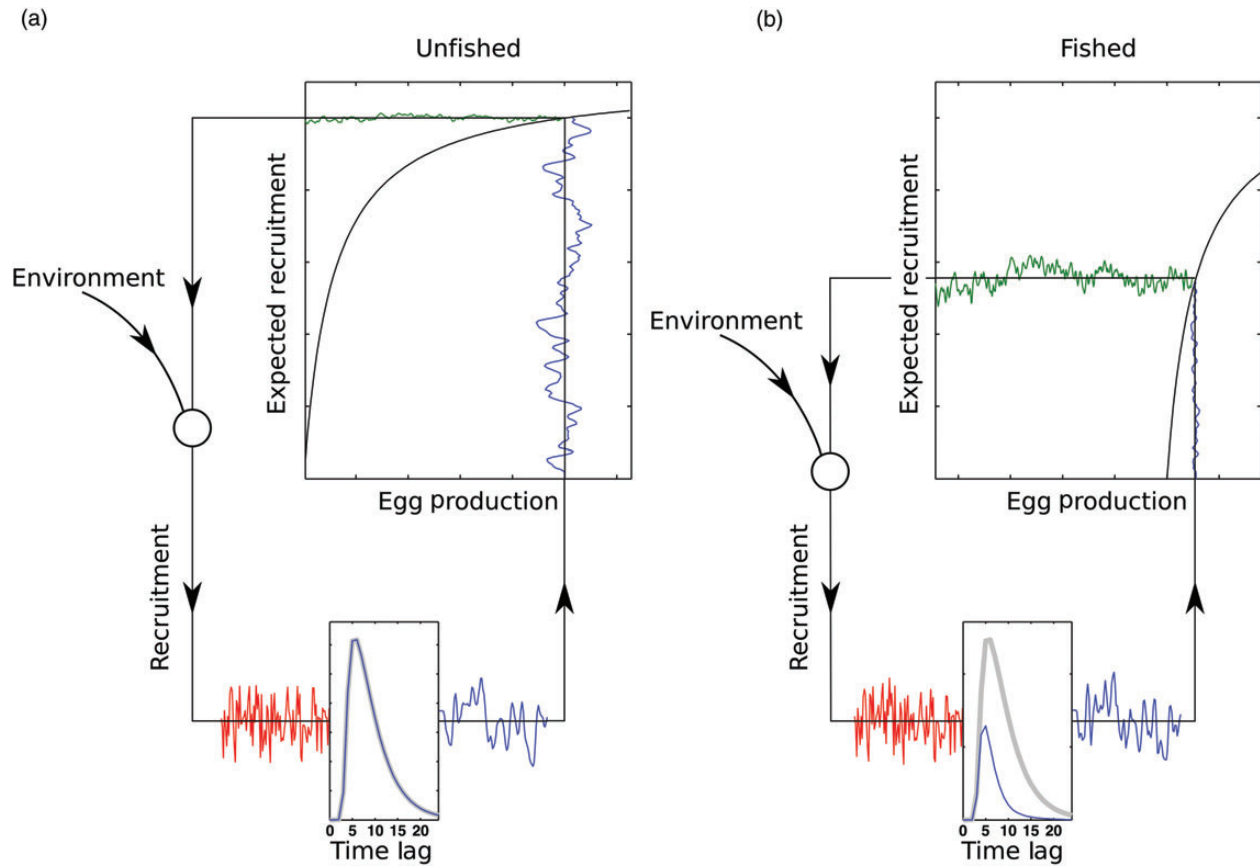 (a)
Unfished
Expected recruitment
Environment
Egg production
Recruitment
0 5 10 15 20
Time lag
(b)
Fished
Expected recruitment
Environment
Egg production
Recruitment
0 5 10 15 20
Time lag